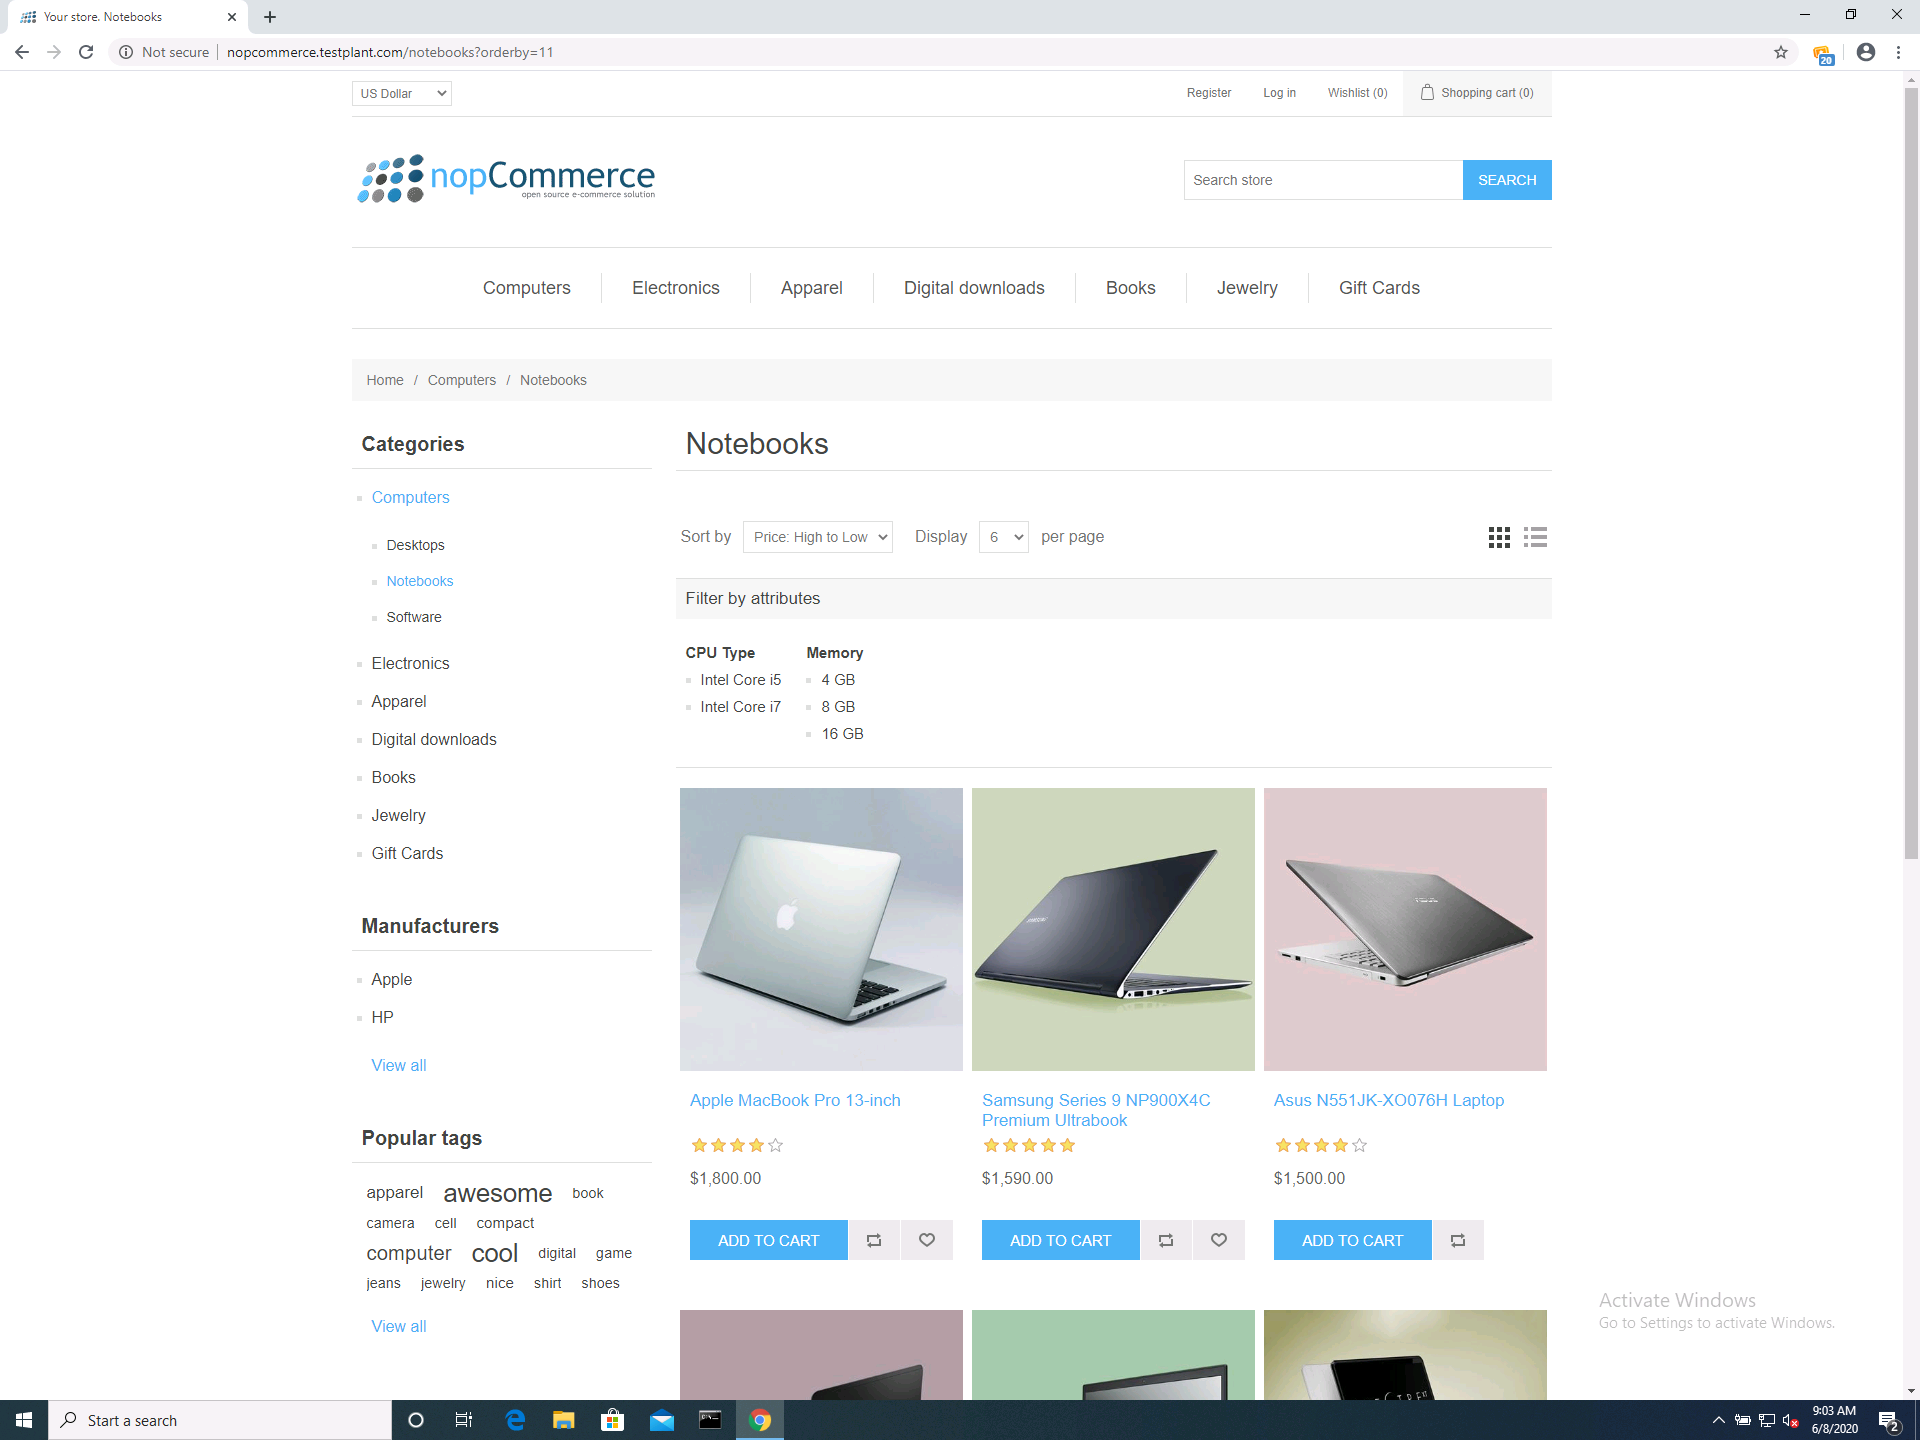 Your store. Notebooks
Not secure
nopcommerce.testplant.com/notebooks?orderby=11
20
US Dollar
Register
Log in
Wishlist (0)
Shopping cart (0)
nopCommerce
open source e-commerce solution
Search store
SEARCH
Computers
Electronics
Apparel
Digital downloads
Books
Jewelry
Gift Cards
Home / Computers / Notebooks
Categories
Computers
Desktops
Notebooks
Software
Electronics
Apparel
Digital downloads
Books
Jewelry
Gift Cards
Manufacturers
Apple
HP
View all
Popular tags
apparel awesome book
camera cell compact
computer cool digital game
jeans jewelry nice shirt shoes
View all
Notebooks
Sort by Price: High to Low Display 6 per page
Filter by attributes
CPU Type
Intel Core i5
Intel Core i7
Memory
4 GB
8 GB
16 GB
SAMSUNG
ASUS
Apple MacBook Pro 13-inch
$1,800.00
ADD TO CART
Samsung Series 9 NP900X4C
Premium Ultrabook
$1,590.00
ADD TO CART
Asus N551JK-XO076H Laptop
$1,500.00
ADD TO CART
Activate Windows
Go to Settings to activate Windows.
Start a search
9:03 AM
6/8/2020
2